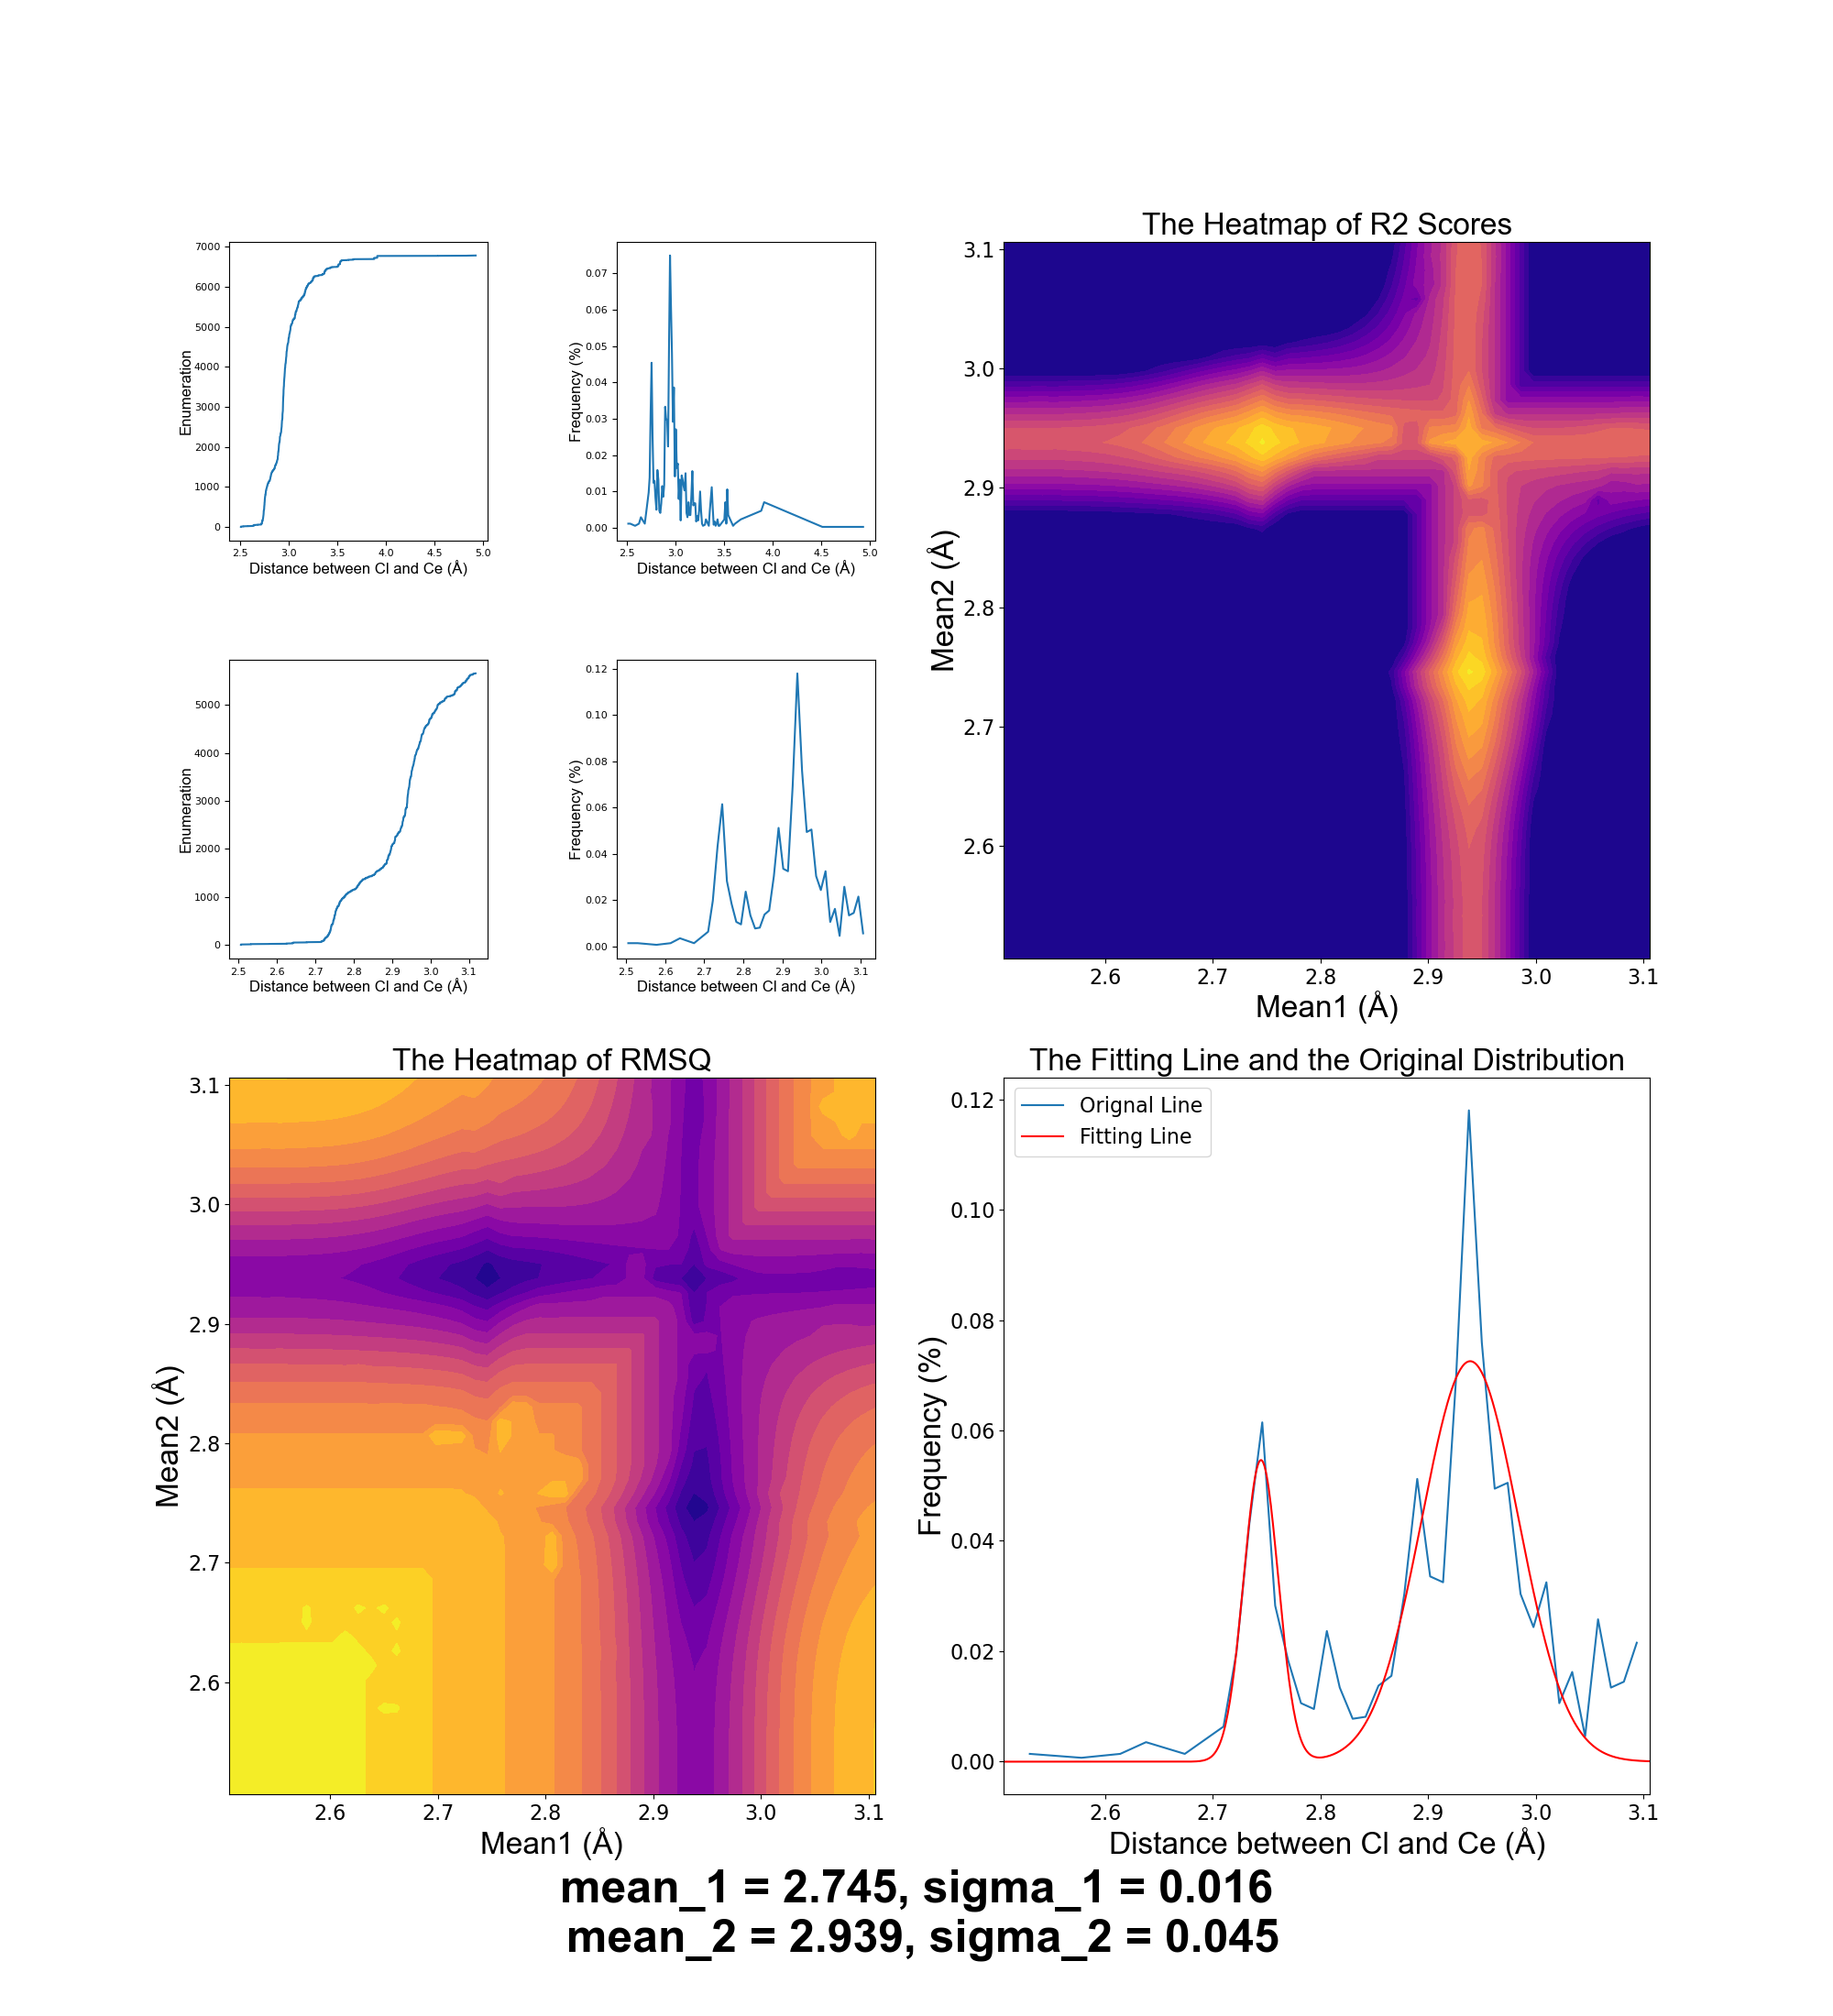 7000
6000
5000
4000
3000
2000
1000
0
Enumeration
2.5 3.0 3.5 4.0 4.5 5.0
Distance between Cl and Ce (Å)
0.07
0.06
0.05
0.04
0.03
0.02
0.01
0.00
Frequency (%)
2.5 3.0 3.5 4.0 4.5 5.0
Distance between Cl and Ce (Å)
The Heatmap of R2 Scores
3.1
3.0
2.9
2.8
2.7
2.6
Mean2 (Å)
2.6 2.7 2.8 2.9 3.0 3.1
Mean1 (Å)
5000
4000
3000
2000
1000
0
Enumeration
2.5 2.6 2.7 2.8 2.9 3.0 3.1
Distance between Cl and Ce (Å)
0.12
0.10
0.08
0.06
0.04
0.02
0.00
Frequency (%)
2.5 2.6 2.7 2.8 2.9 3.0 3.1
Distance between Cl and Ce (Å)
The Heatmap of RMSQ
3.1
3.0
2.9
2.8
2.7
2.6
Mean2 (Å)
2.6 2.7 2.8 2.9 3.0 3.1
Mean1 (Å)
The Fitting Line and the Original Distribution
Orignal Line
Fitting Line
0.12
0.10
0.08
0.06
0.04
0.02
0.00
Frequency (%)
2.6 2.7 2.8 2.9 3.0 3.1
Distance between Cl and Ce (Å)
mean_1 = 2.745, sigma_1 = 0.016
mean_2 = 2.939, sigma_2 = 0.045